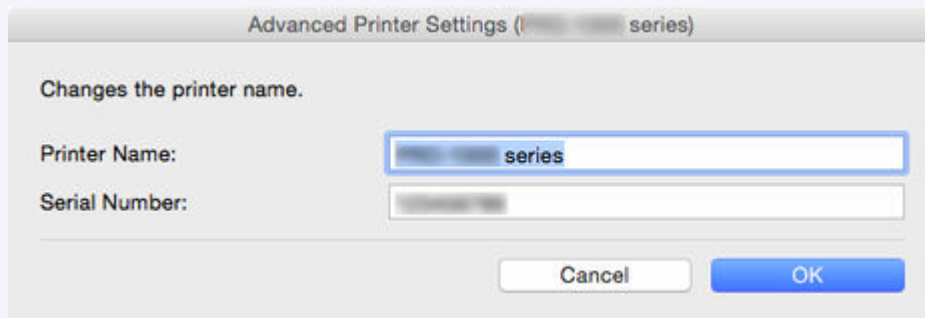 Advanced Printer Settings ( series)
Changes the printer name.
Printer Name: series
Serial Number:
Cancel OK